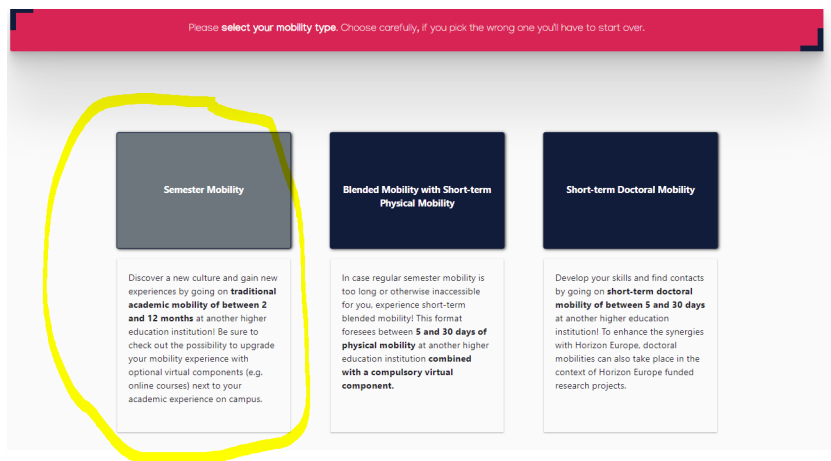 Please select your mobility type. Choose carefully, if you pick the wrong one you'll have to start over.
Semester Mobility
Discover a new culture and gain new
experiences by going on traditional
academic mobility of between 2
and 12 months at another higher
education institution! Be sure to
check out the possibility to upgrade
your mobility experience with
optional virtual components (e.g.
online courses) next to your
academic experience on campus.
Blended Mobility with Short-term
Physical Mobility
In case regular semester mobility is
too long or otherwise inaccessible
for you, experience short-term
blended mobility! This format
foresees between 5 and 30 days of
physical mobility at another higher
education institution combined
with a compulsory virtual
component.
Short-term Doctoral Mobility
Develop your skills and find contacts
by going on short-term doctoral
mobility of between 5 and 30 days
at another higher education
institution! To enhance the synergies
with Horizon Europe, doctoral
mobilities can also take place in the
context of Horizon Europe funded
research projects.